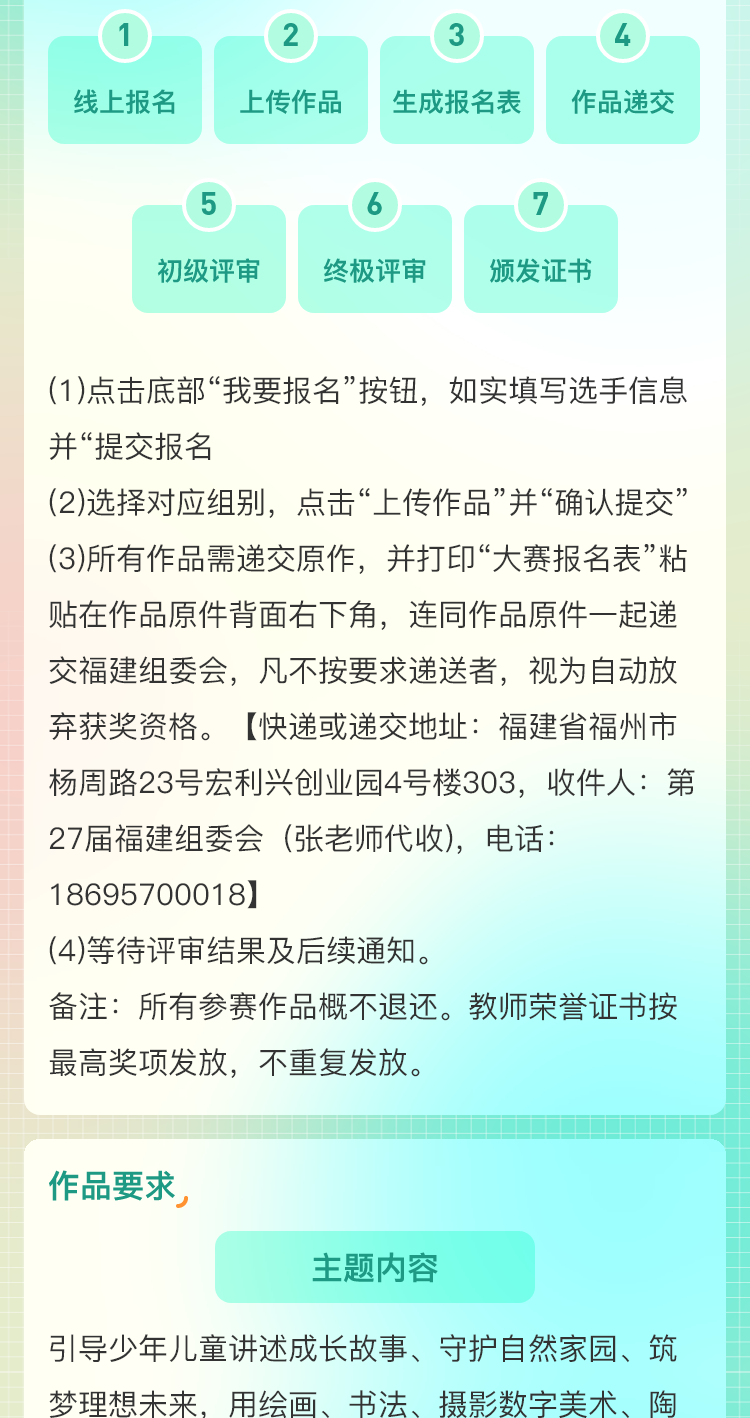 1
2
3
4
线上报名
上传作品
生成报名表
作品递交
5
6
7
初级评审
终极评审
颁发证书
(1)点击底部“我要报名”按钮，如实填写选手信息
并“提交报名
(2)选择对应组别，点击“上传作品”并“确认提交”
(3)所有作品需递交原作，并打印“大赛报名表”粘
贴在作品原件背面右下角，连同作品原件一起递
交福建组委会，凡不按要求递送者，视为自动放
弃获奖资格。【快递或递交地址：福建省福州市
杨周路23号宏利兴创业园4号楼303，收件人：第
27届福建组委会（张老师代收)，电话：
18695700018】
(4)等待评审结果及后续通知。
备注：所有参赛作品概不退还。教师荣誉证书按
最高奖项发放，不重复发放。
作品要求
主题内容
引导少年儿童讲述成长故事、守护自然家园、筑
梦理想未来，用绘画、书法、摄影数字美术、陶